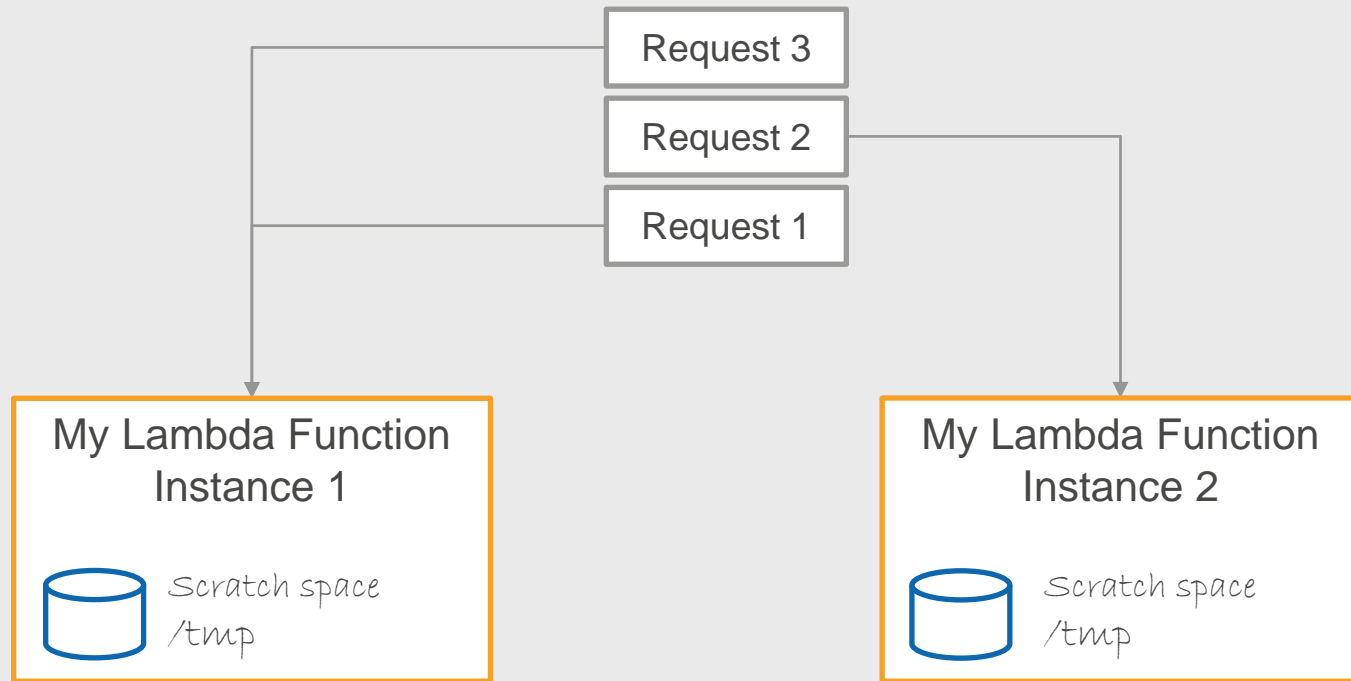 Request 3
Request 2
Request 1
My Lambda Function
Instance 1
Scratch space
/tmp
My Lambda Function
Instance 2
Scratch space
/tmp